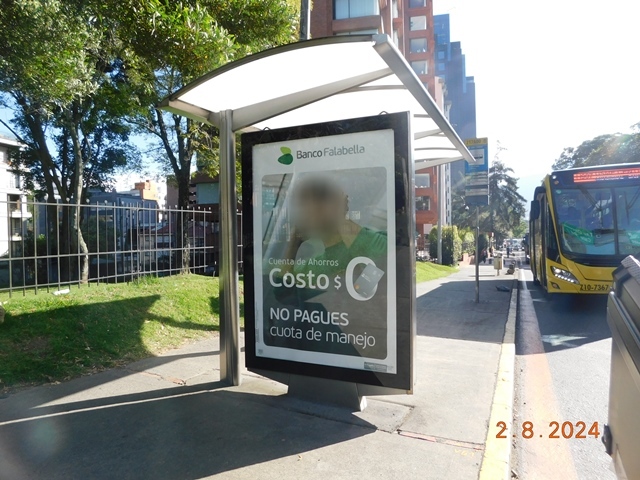 Banco Falabella
Cuenta de Ahorros
Costo $0
NO PAGUES
cuota de manejo
2.8.2024